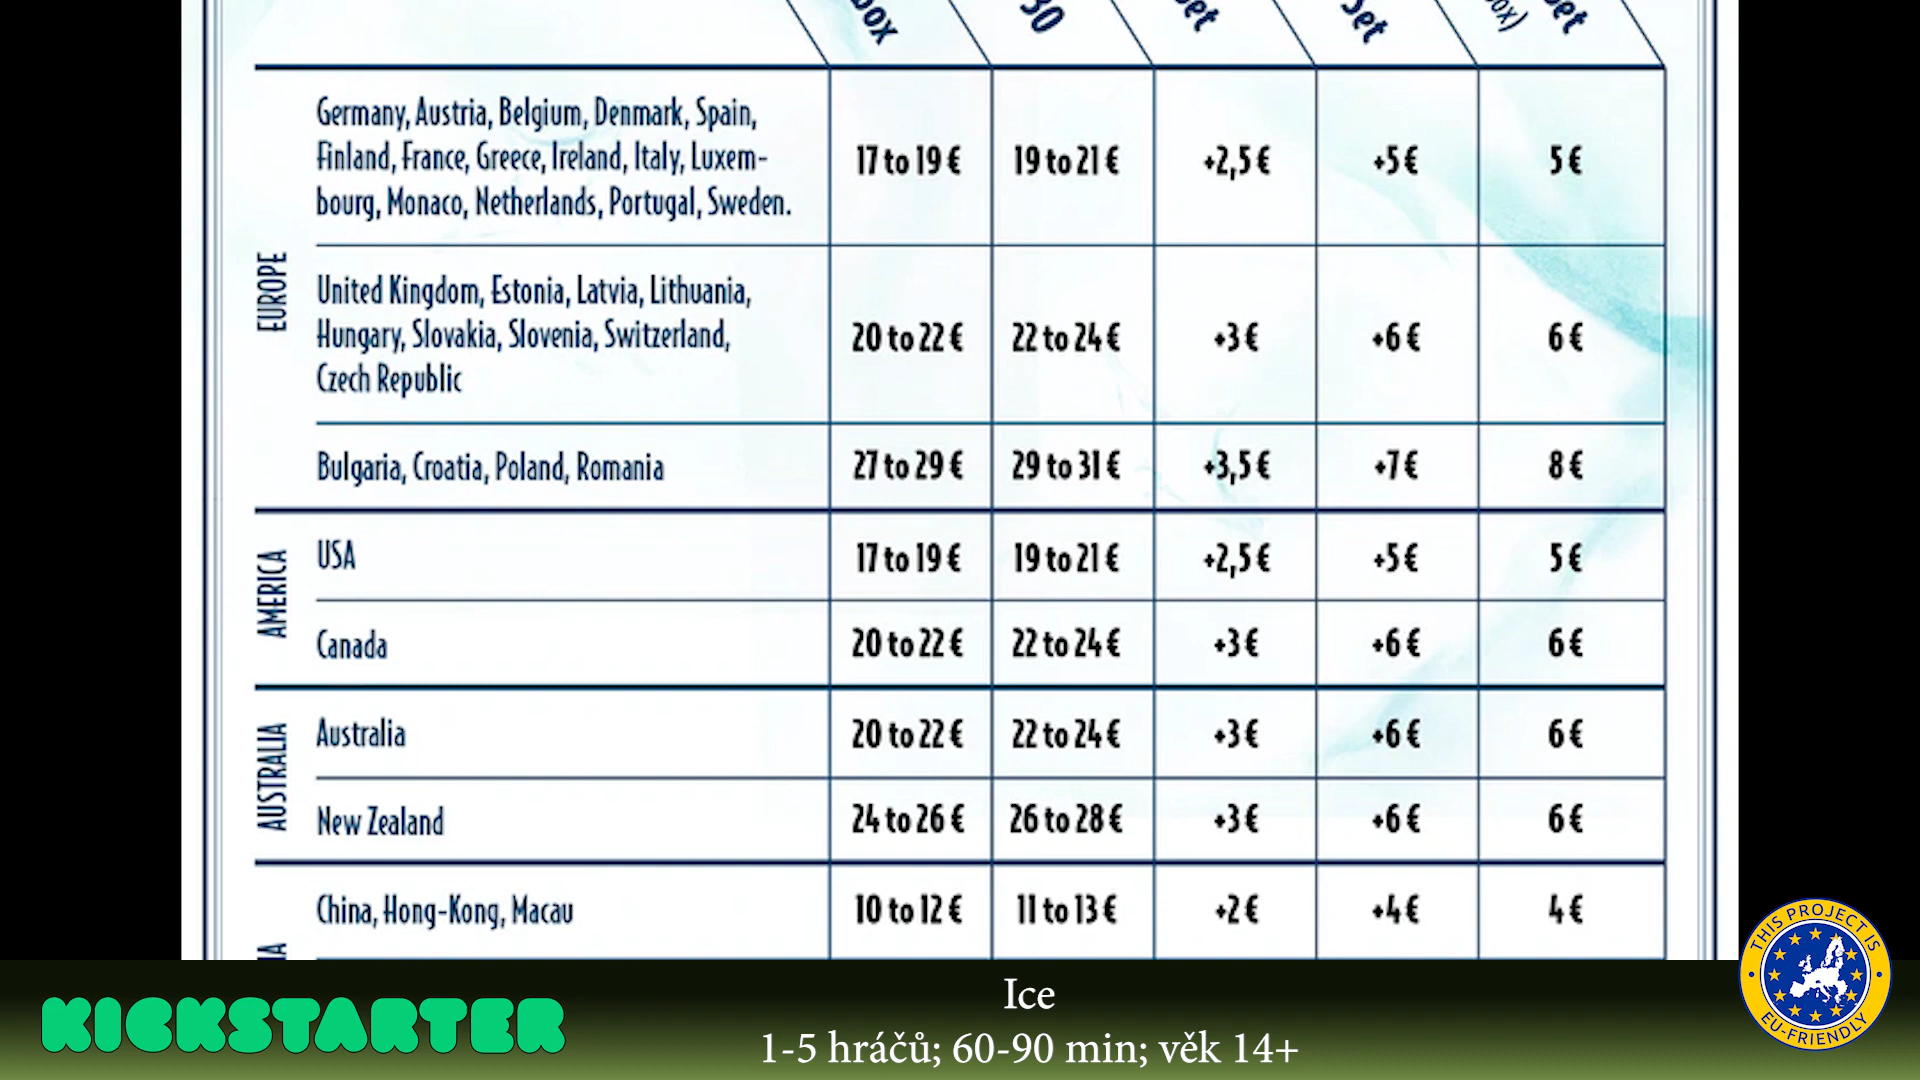 box
30
set
Set
box)
set
Germany, Austria, Belgium, Denmark, Spain,
Finland, France, Greece, Ireland, Italy, Luxem-
bourg, Monaco, Netherlands, Portugal, Sweden.
17 to 19 €
19 to 21 €
+2,5 €
+5 €
5 €
EUROPE
United Kingdom, Estonia, Latvia, Lithuania,
Hungary, Slovakia, Slovenia, Switzerland,
Czech Republic
20 to 22 €
22 to 24 €
+3 €
+6 €
6 €
Bulgaria, Croatia, Poland, Romania
27 to 29 €
29 to 31 €
+3,5 €
+7 €
8 €
AMERICA
USA
17 to 19 €
19 to 21 €
+2,5 €
+5 €
5 €
Canada
20 to 22 €
22 to 24 €
+3 €
+6 €
6 €
AUSTRALIA
Australia
20 to 22 €
22 to 24 €
+3 €
+6 €
6 €
New Zealand
24 to 26 €
26 to 28 €
+3 €
+6 €
6 €
China, Hong-Kong, Macau
10 to 12 €
11 to 13 €
+2 €
+4 €
4 €
KICKSTARTER
Ice
1-5 hráčů; 60-90 min; věk 14+
THIS PROJECT IS
EU-FRIENDLY